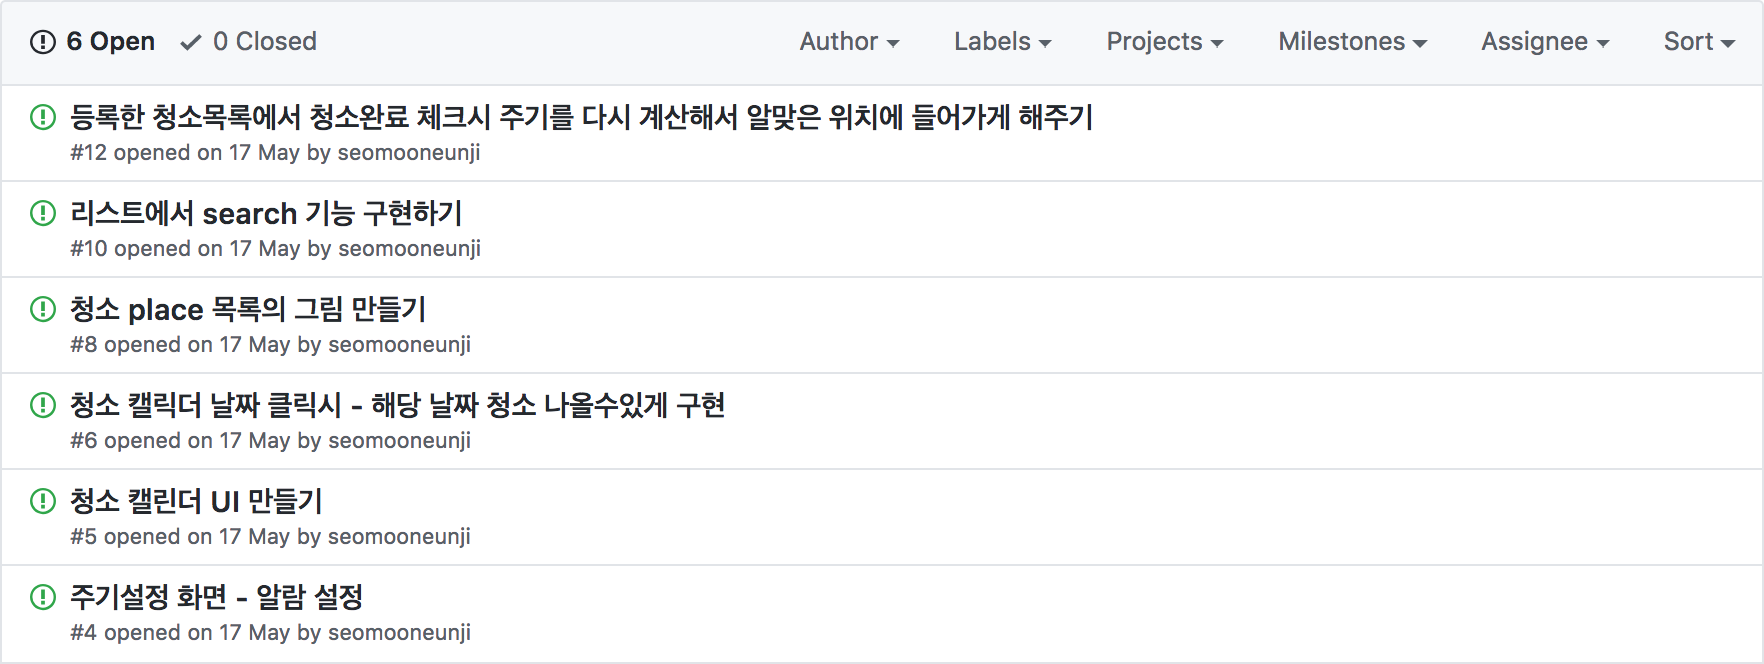 6 Open 0 Closed Author Labels Projects Milestones Assignee Sort
등록한 청소목록에서 청소완료 체크시 주기를 다시 계산해서 알맞은 위치에 들어가게 해주기
#12 opened on 17 May by seomooneunji
리스트에서 search 기능 구현하기
#10 opened on 17 May by seomooneunji
청소 place 목록의 그림 만들기
#8 opened on 17 May by seomooneunji
청소 캘릭더 날짜 클릭시 - 해당 날짜 청소 나올수있게 구현
#6 opened on 17 May by seomooneunji
청소 캘린더 UI 만들기
#5 opened on 17 May by seomooneunji
주기설정 화면 - 알람 설정
#4 opened on 17 May by seomooneunji